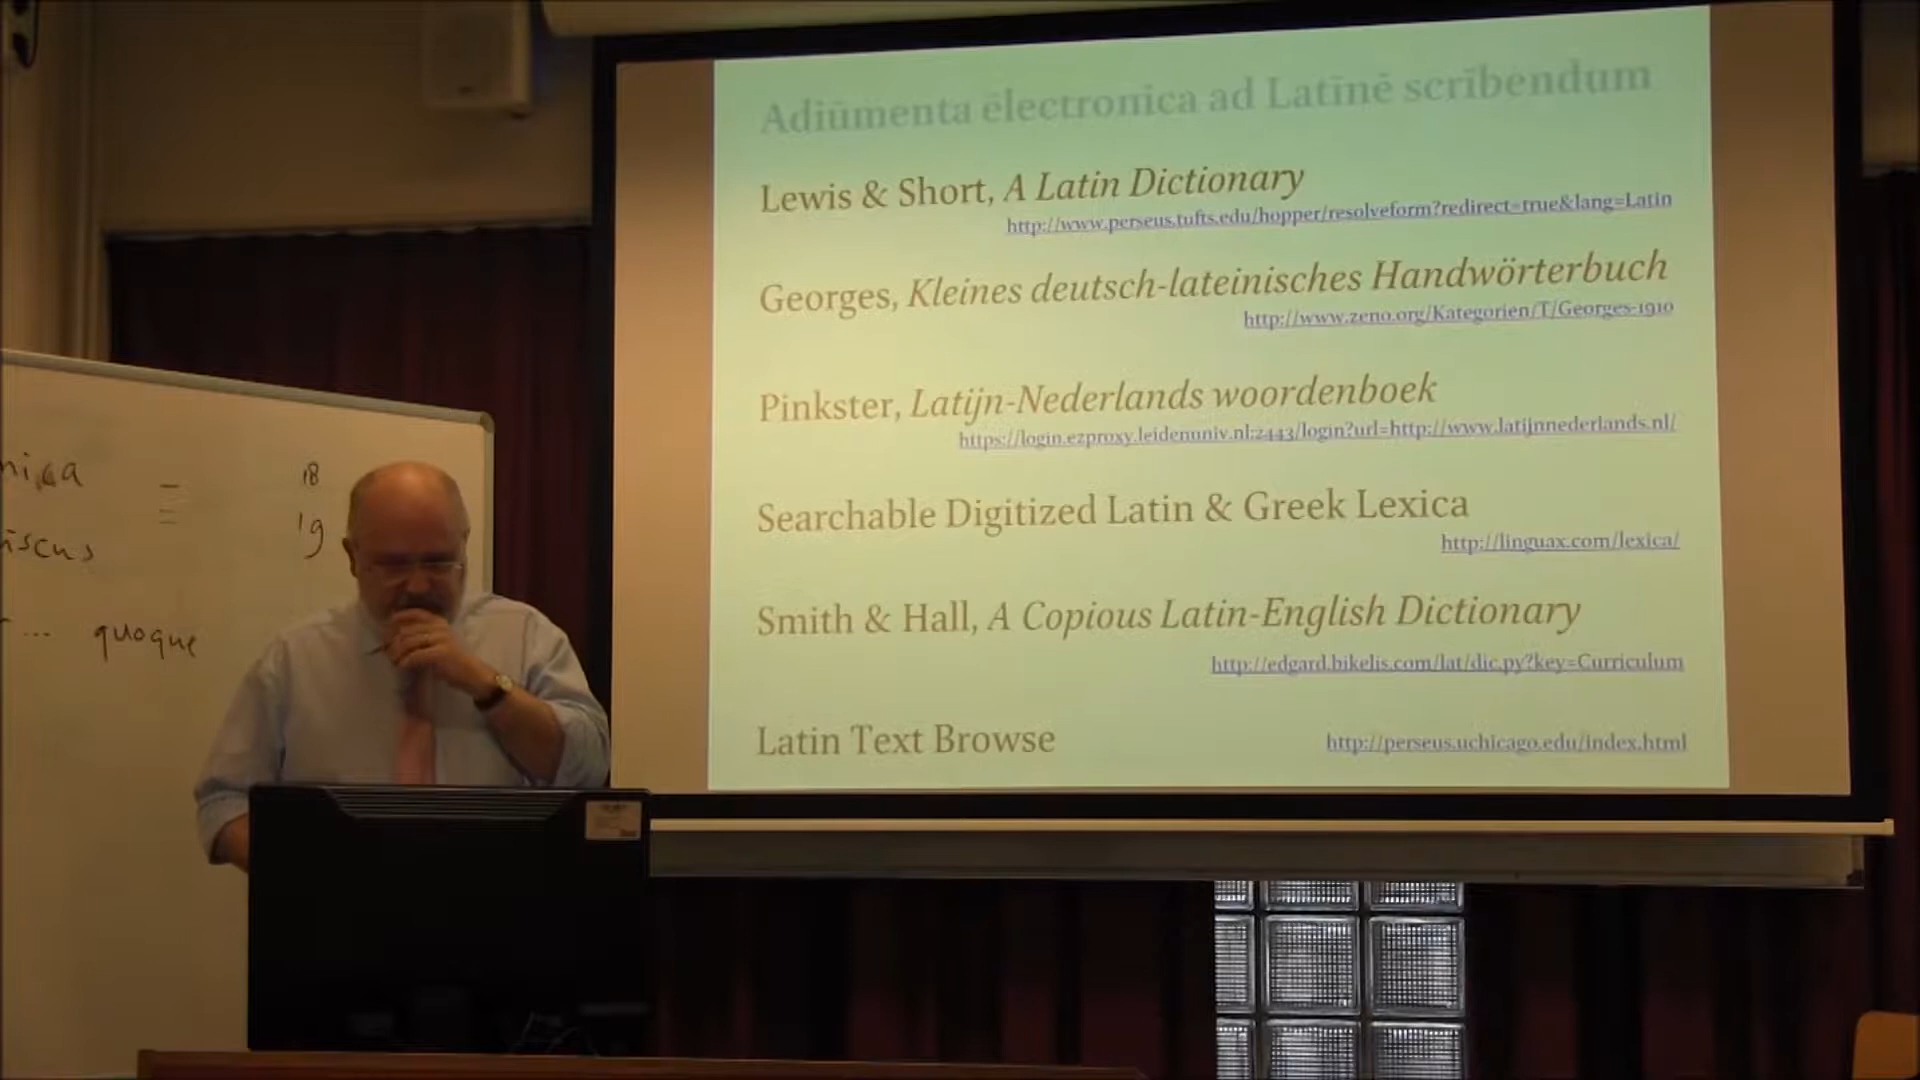 Adiūmenta ēlectronica ad Latīnē scrībendum
Lewis & Short, A Latin Dictionary
http://www.perseus.tufts.edu/hopper/resolveform?redirect=true&lang=Latin
Georges, Kleines deutsch-lateinisches Handwörterbuch
http://www.zeno.org/Kategorien/T/Georges-1910
Pinkster, Latijn-Nederlands woordenboek
https://login.ezproxy.leidenuniv.nl:2443/login?url=http://www.latijnnederlands.nl/
Searchable Digitized Latin & Greek Lexica
http://linguax.com/lexica/
Smith & Hall, A Copious Latin-English Dictionary
http://edgard.bikelis.com/lat/dic.py?key=Curriculum
Latin Text Browse http://perseus.uchicago.edu/index.html
18
19
... quoque